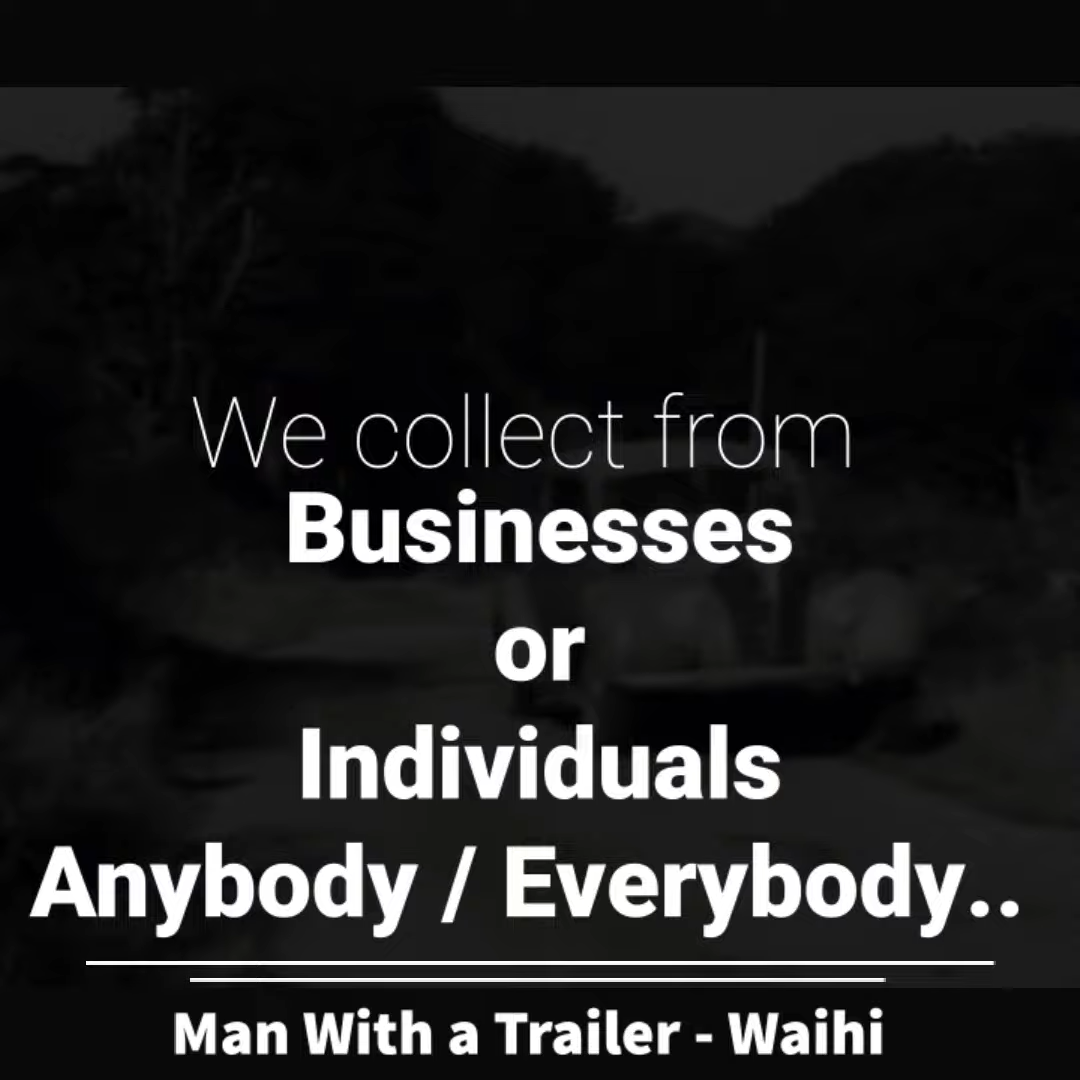 We collect from
Businesses
or
Individuals
Anybody / Everybody..
Man With a Trailer - Waihi